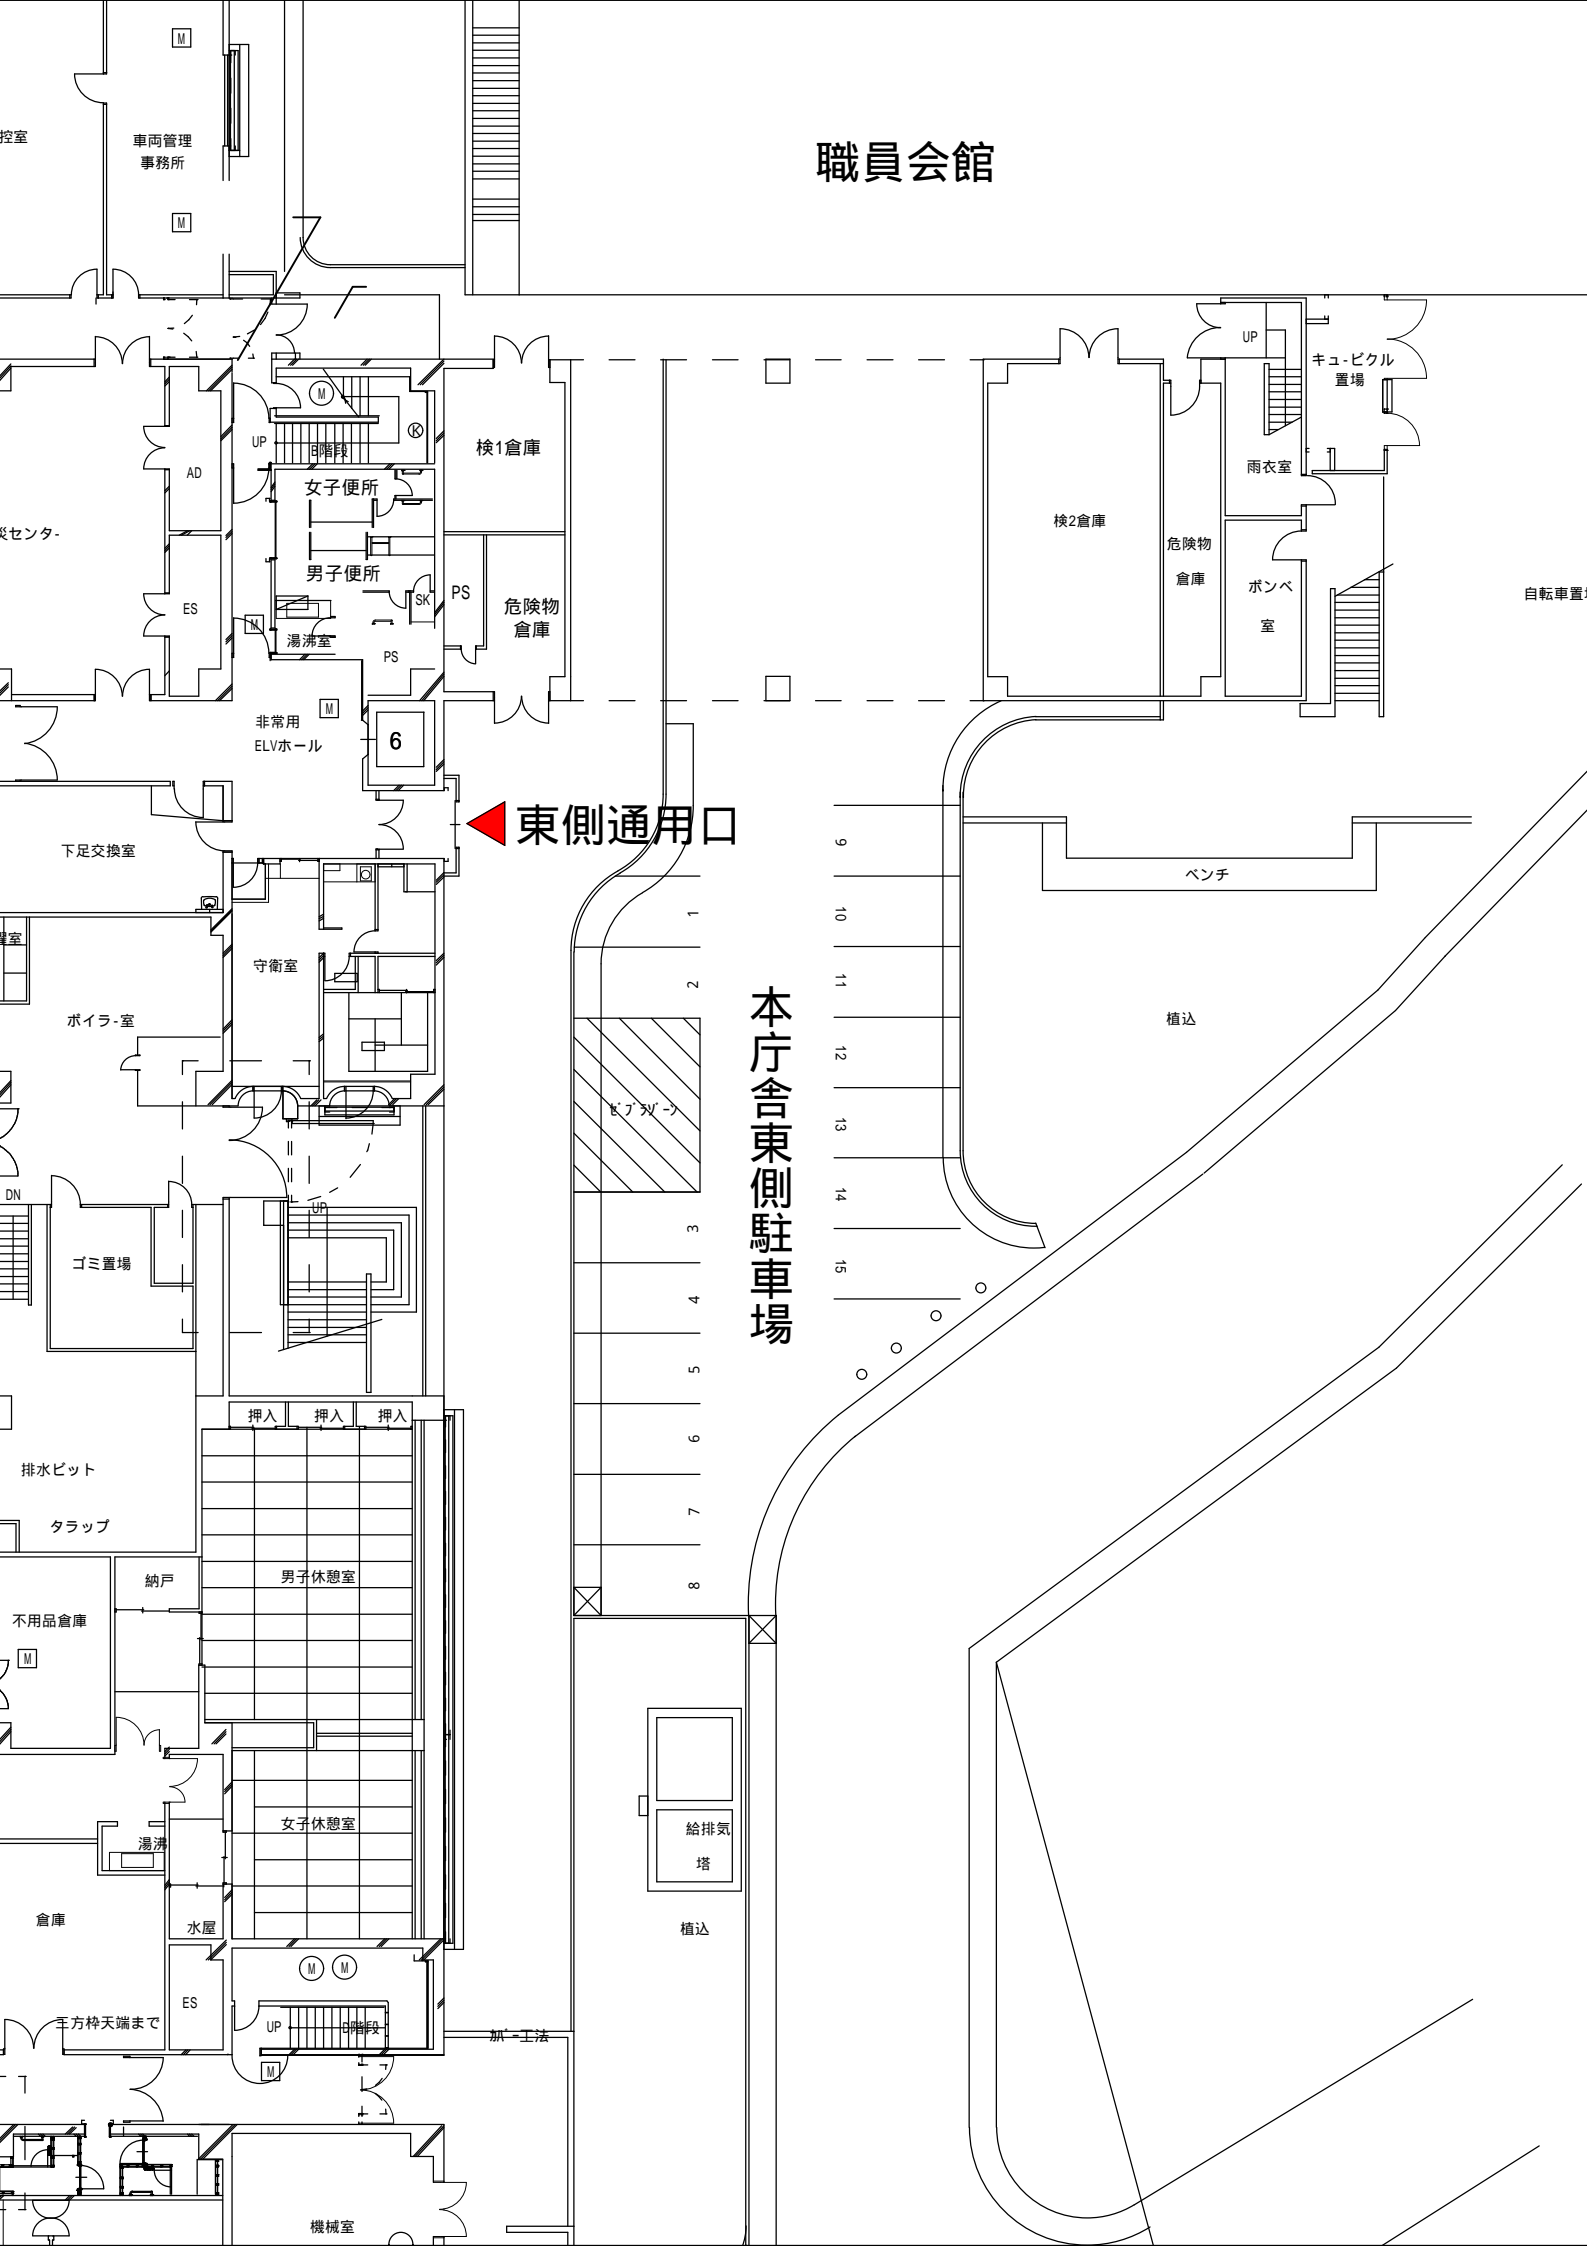 M
控室
車両管理
事務所
M
職員会館
UP
キュ-ビクル
置場
M
K
UP
B階段
検1倉庫
AD
女子便所
雨衣室
災センタ-
検2倉庫
危険物
倉庫
男子便所
ボンベ
室
自転車置場
ES
SK
PS
危険物
倉庫
M
湯沸室
PS
非常用
ELVホール
M
6
東側通用口
下足交換室
9
ベンチ
1
10
守衛室
2
11
ボイラ-室
本庁舎東側駐車場
植込
12
ゼブラゾーン
13
DN
UP
14
3
ゴミ置場
15
4
5
押入
押入
押入
6
排水ピット
7
タラップ
男子休憩室
納戸
8
不用品倉庫
M
女子休憩室
湯沸
給排気
塔
倉庫
水屋
植込
M
M
ES
三方枠天端まで
UP
D階段
カバー工法
M
機械室